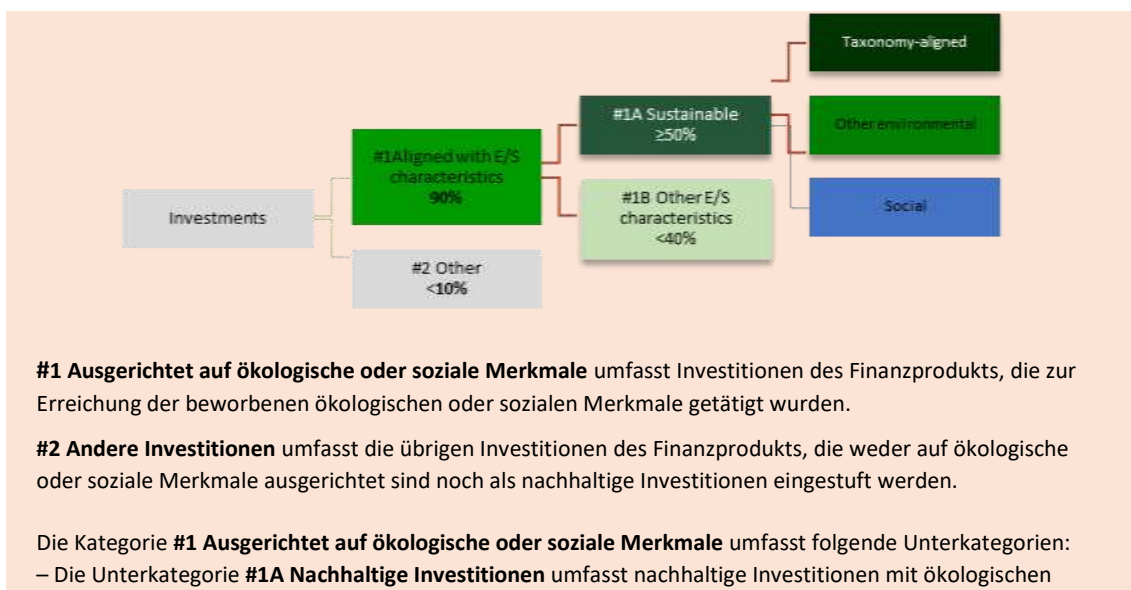 Taxonomy-aligned
#1A Sustainable
≥50%
Other environmental
#1Aligned with E/S
characteristics
90%
#1B Other E/S
characteristics
<40%
Social
Investments
#2 Other
<10%
#1 Ausgerichtet auf ökologische oder soziale Merkmale umfasst Investitionen des Finanzprodukts, die zur
Erreichung der beworbenen ökologischen oder sozialen Merkmale getätigt wurden.
#2 Andere Investitionen umfasst die übrigen Investitionen des Finanzprodukts, die weder auf ökologische
oder soziale Merkmale ausgerichtet sind noch als nachhaltige Investitionen eingestuft werden.
Die Kategorie #1 Ausgerichtet auf ökologische oder soziale Merkmale umfasst folgende Unterkategorien:
– Die Unterkategorie #1A Nachhaltige Investitionen umfasst nachhaltige Investitionen mit ökologischen